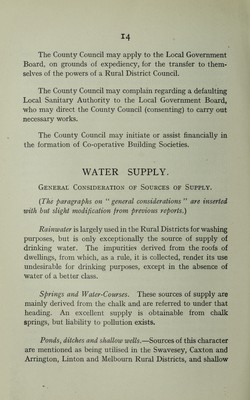 14
The County Council may apply to the Local Government
Board, on grounds of expediency, for the transfer to them-
selves of the powers of a Rural District Council.
The County Council may complain regarding a defaulting
Local Sanitary Authority to the Local Government Board,
who may direct the County Council (consenting) to carry out
necessary works.
The County Council may initiate or assist financially in
the formation of Co-operative Building Societies.
WATER SUPPLY.
General Consideration of Sources of Supply.
(The paragraphs on "general considerations" are inserted
with but slight modification from previous reports.)
Rainwater is largely used in the Rural Districts for washing
purposes, but is only exceptionally the source of supply of
drinking water. The impurities derived from the roofs of
dwellings, from which, as a rule, it is collected, render its use
undesirable for drinking purposes, except in the absence of
water of a better class.
Springs and Water-Courses. These sources of supply are
mainly derived from the chalk and are referred to under that
heading. An excellent supply is obtainable from chalk
springs, but liability to pollution exists.
Ponds, ditches and shallow wells.—Sources of this character
are mentioned as being utilised in the Swavesey, Caxton and
Arrington, Linton and Melbourn Rural Districts, and shallow